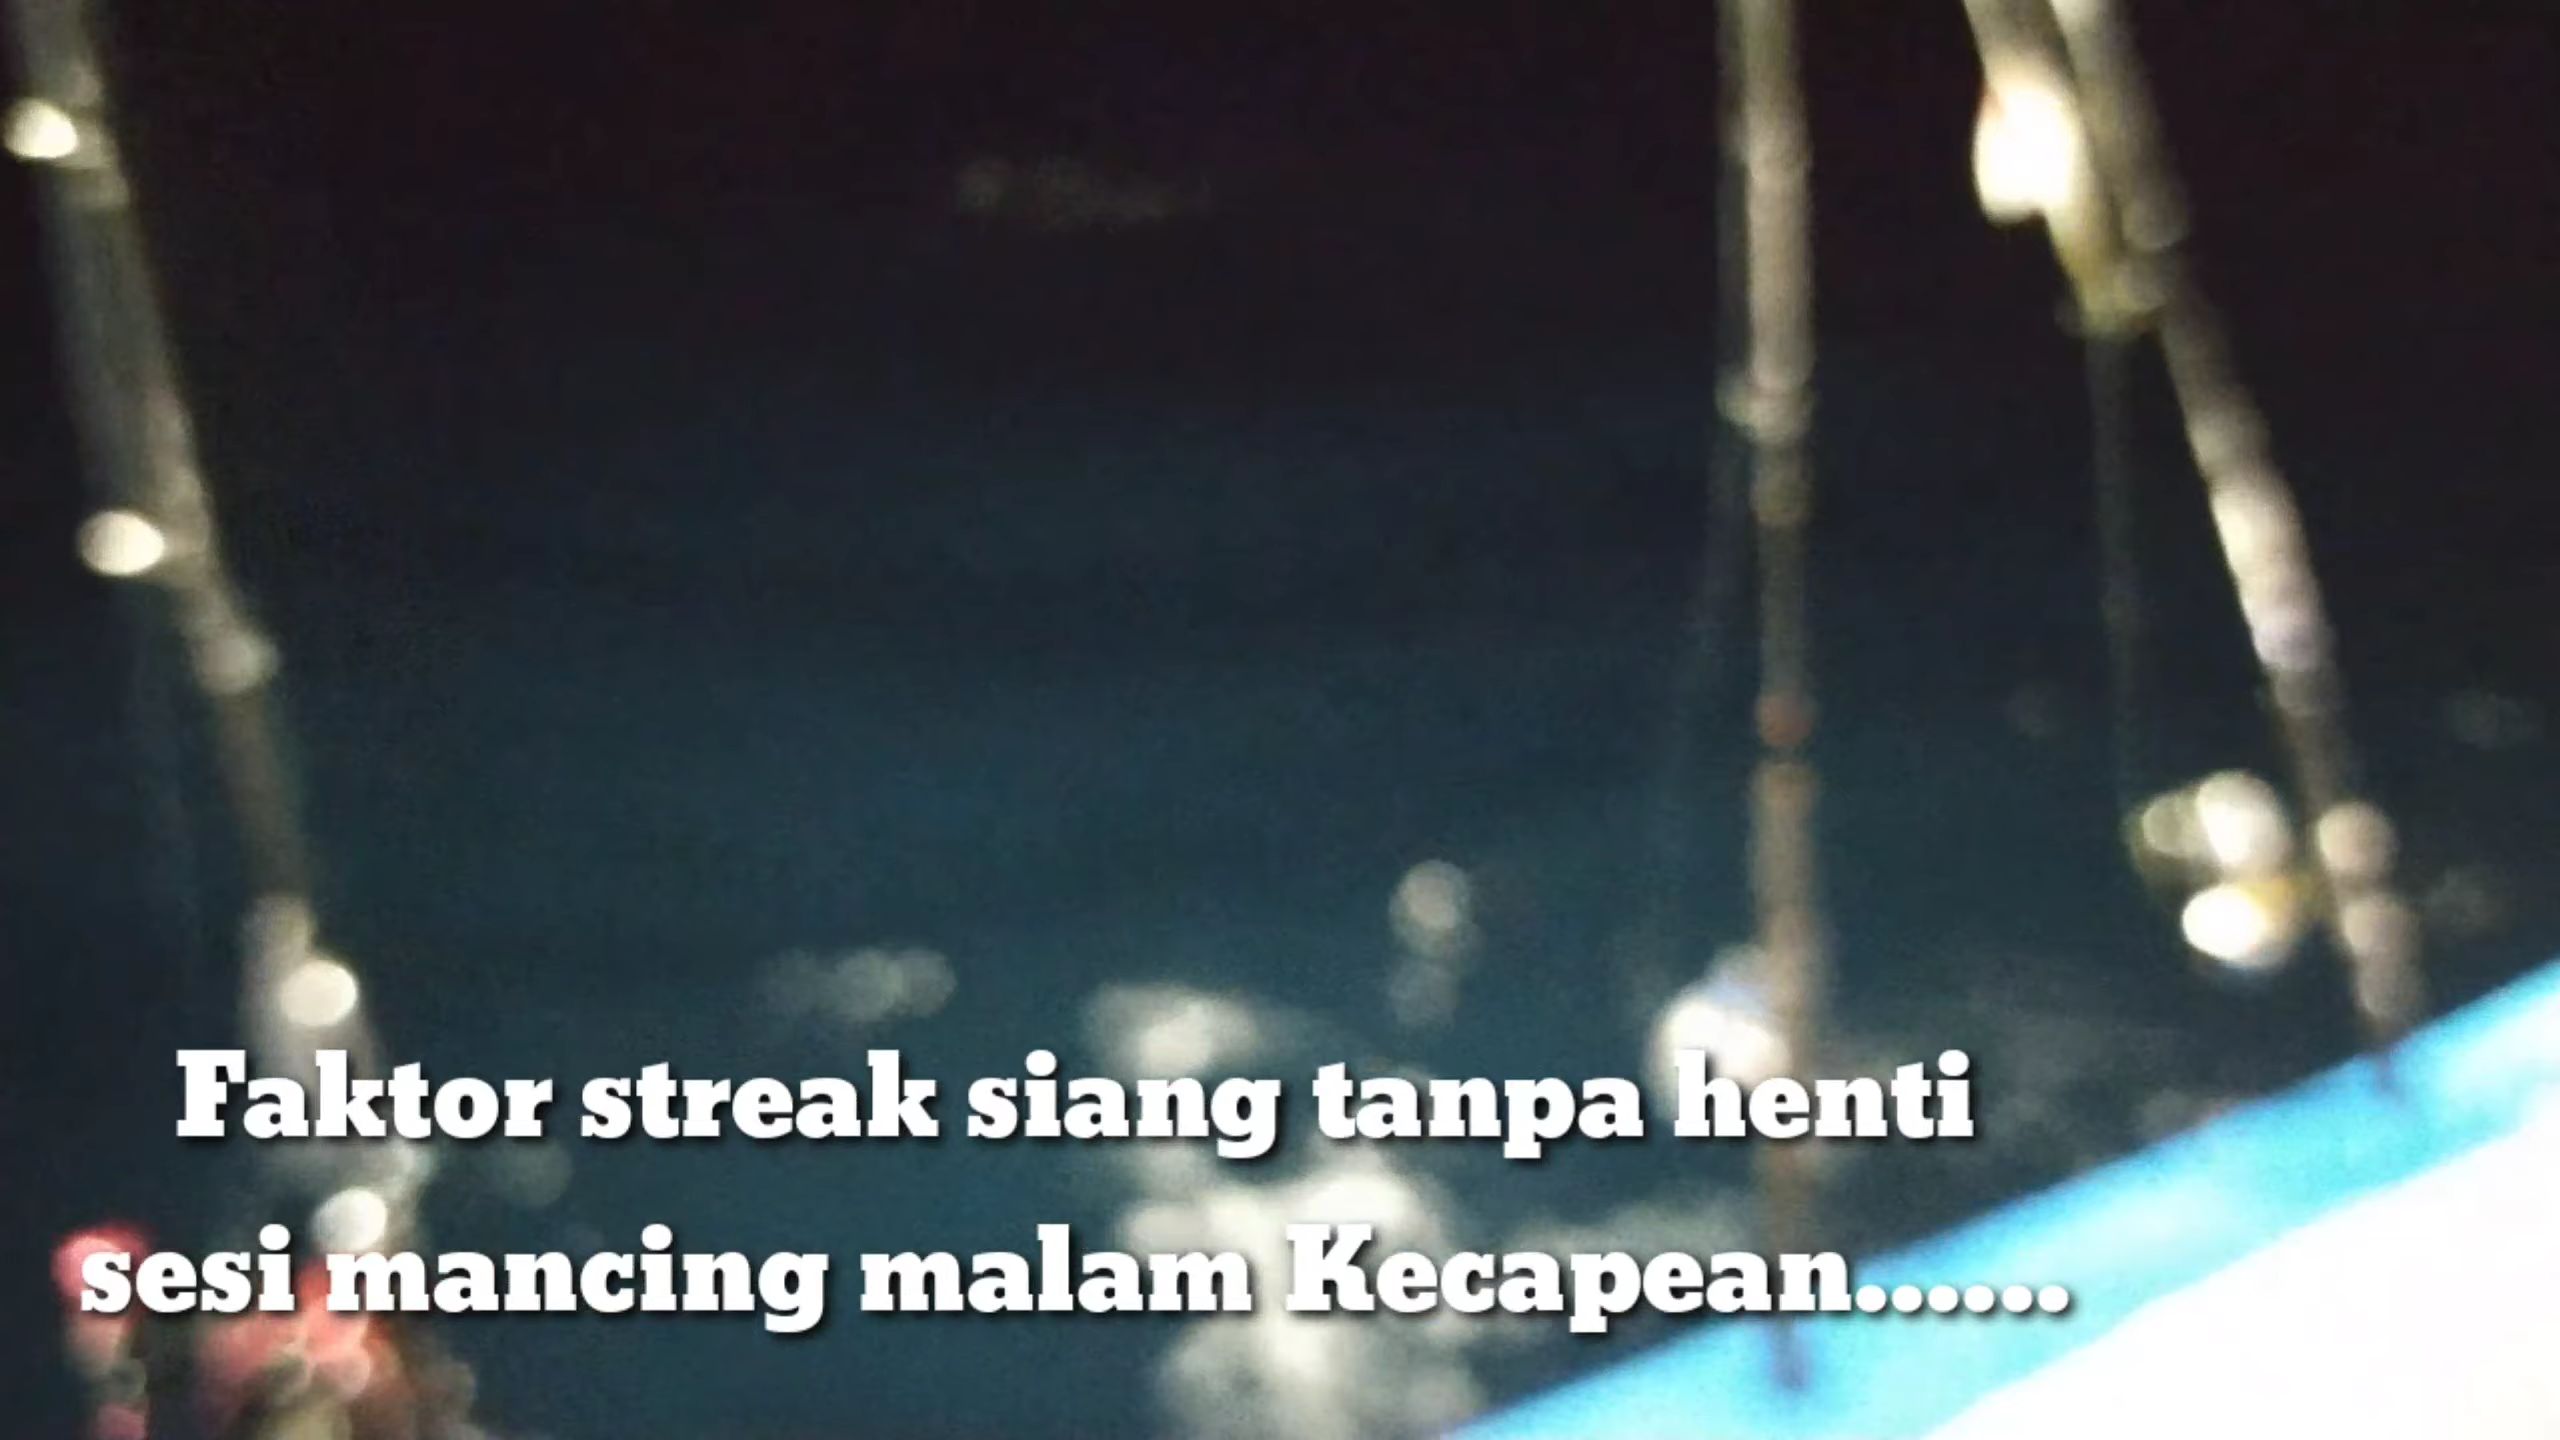 Faktor streak siang tanpa henti
sesi mancing malam Kecapean......